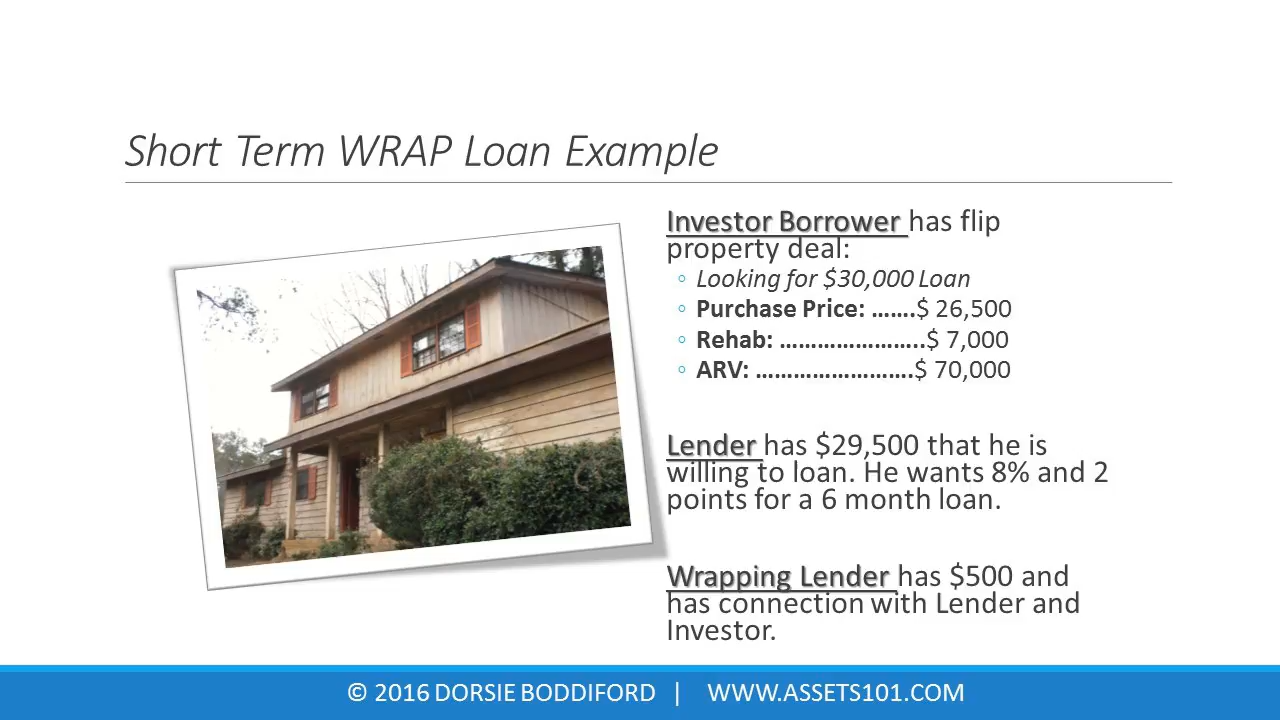 Short Term WRAP Loan Example
Investor Borrower has flip
property deal:
◦ Looking for $30,000 Loan
◦ Purchase Price: …….$ 26,500
◦ Rehab: …………………..$ 7,000
◦ ARV: …………………….$ 70,000
Lender has $29,500 that he is
willing to loan. He wants 8% and 2
points for a 6 month loan.
Wrapping Lender has $500 and
has connection with Lender and
Investor.
© 2016 DORSIE BODDIFORD | WWW.ASSETS101.COM